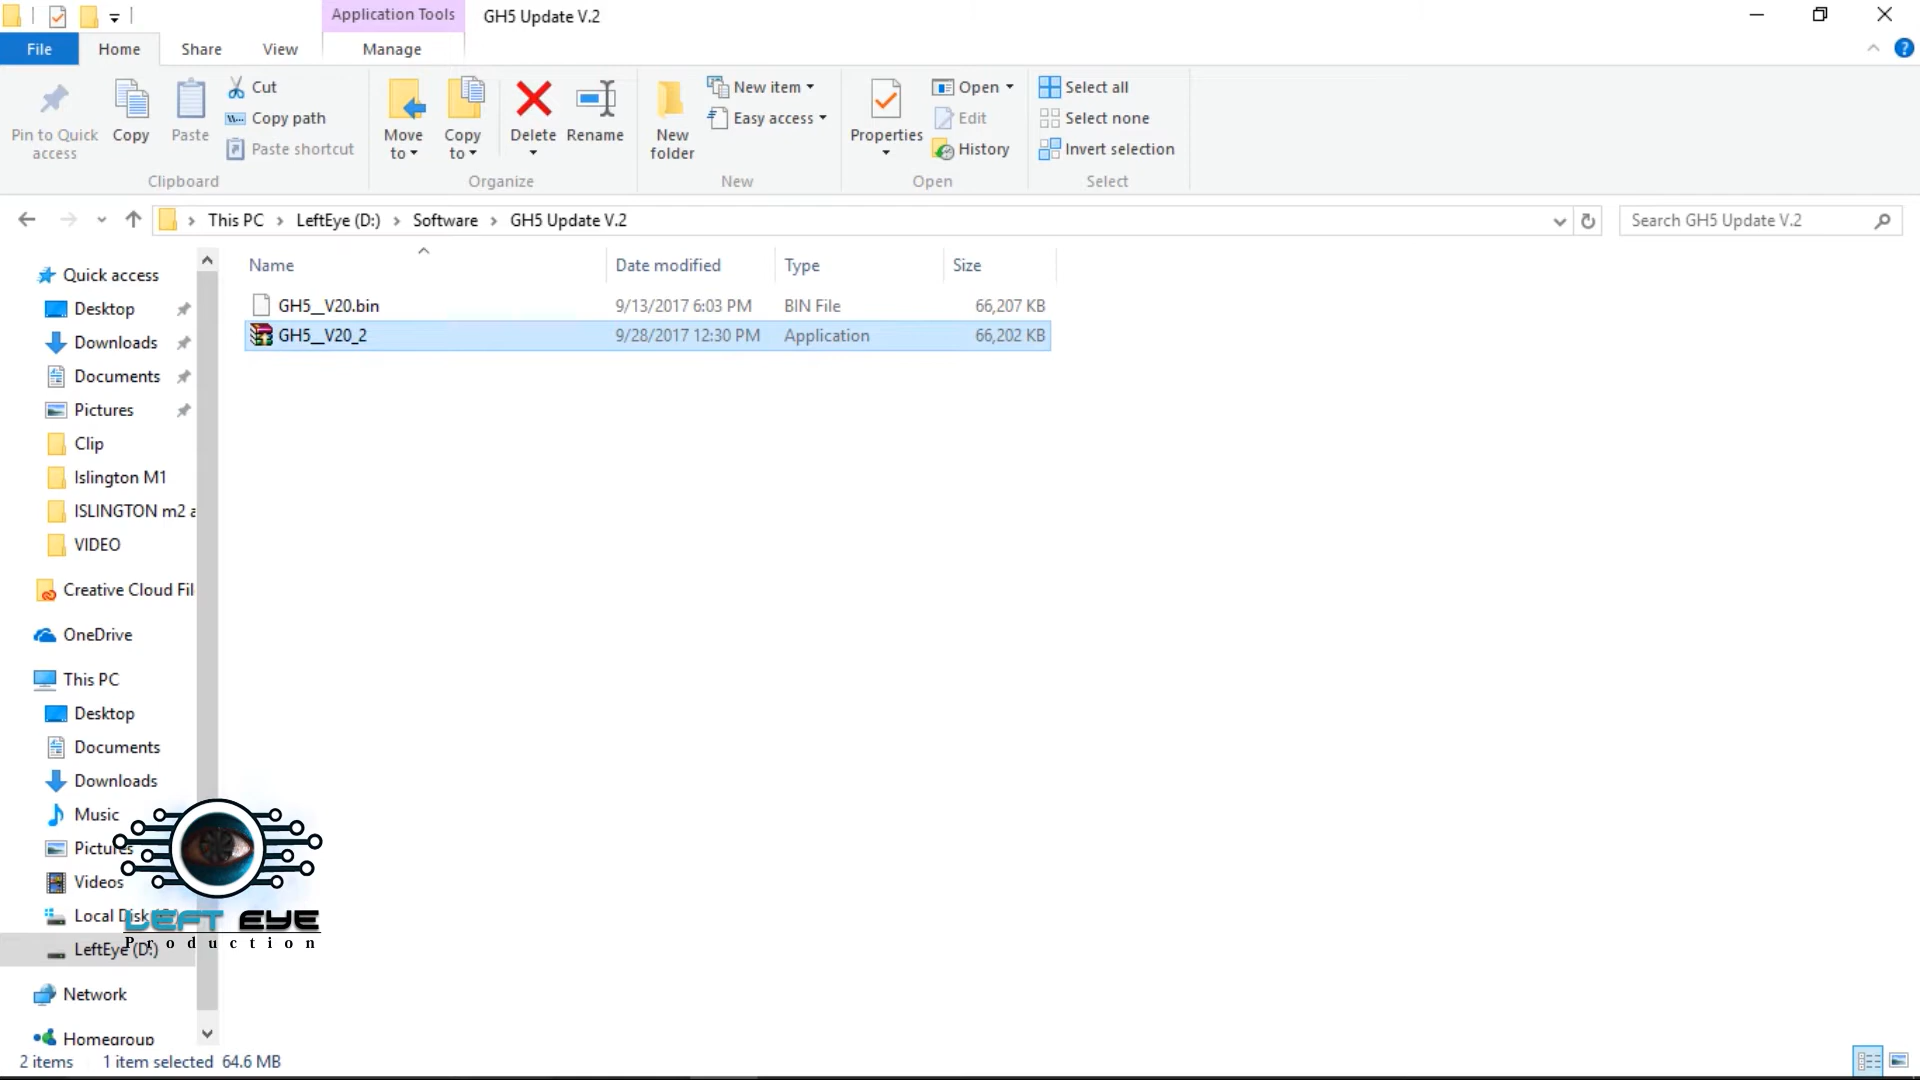 Application Tools
GH5 Update V.2
File
Home
Share
View
Manage
Pin to Quick access
Copy
Paste
Cut
Copy path
Paste shortcut
Clipboard
Move to
Copy to
Delete
Rename
Organize
New folder
New item
Easy access
New
Properties
Open
Edit
History
Open
Select all
Select none
Invert selection
Select
This PC > LeftEye (D:) > Software > GH5 Update V.2
Search GH5 Update V.2
Name Date modified Type Size
GH5__V20.bin 9/13/2017 6:03 PM BIN File 66,207 KB
GH5__V20_2 9/28/2017 12:30 PM Application 66,202 KB
Quick access
Desktop
Downloads
Documents
Pictures
Clip
Islington M1
ISLINGTON m2 a
VIDEO
Creative Cloud Fil
OneDrive
This PC
Desktop
Documents
Downloads
Music
Pictures
Videos
Local Disk
LeftEye (D:)
Network
Homegroup
LEFT EYE
Production
2 items 1 item selected 64.6 MB